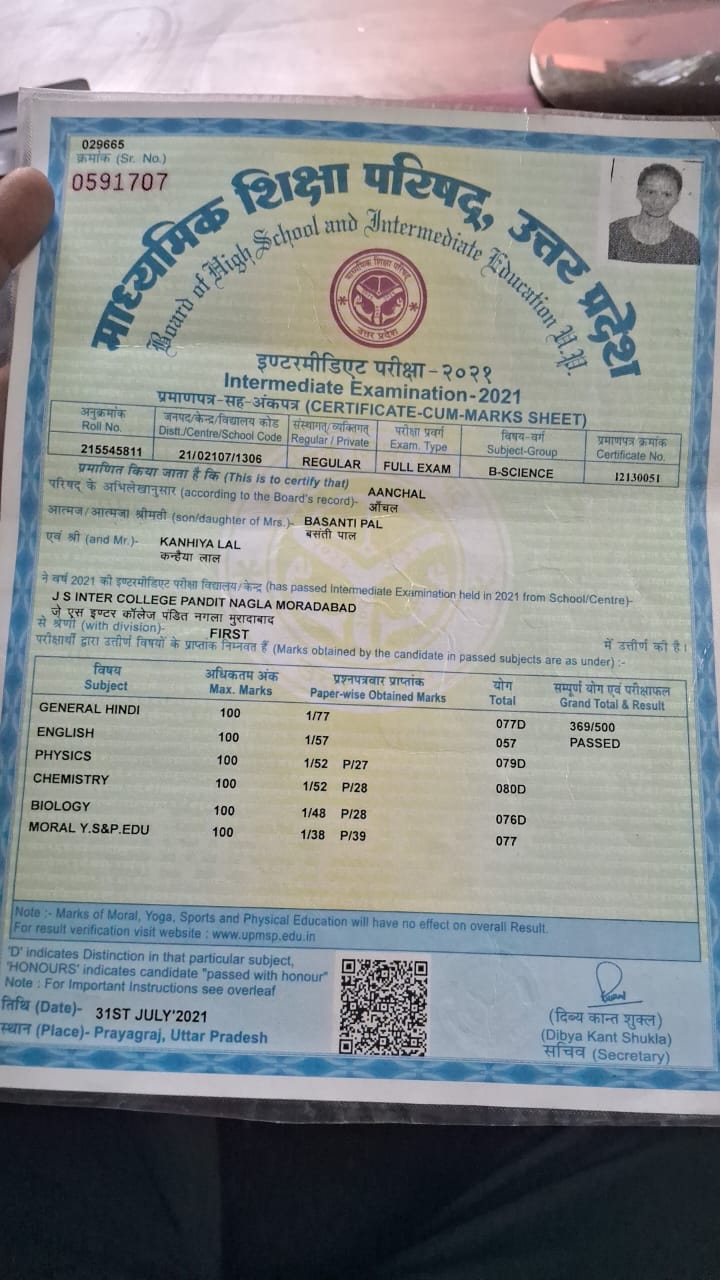 029665
क्रमांक (Sr. No.)
0591707
माध्यमिक शिक्षा परिषद्, उत्तर प्रदेश
Board of High School and Intermediate Education U.P.
माध्यमिक शिक्षा परिषद्
उत्तर प्रदेश
इण्टरमीडिएट परीक्षा-२०२१
Intermediate Examination-2021
प्रमाणपत्र-सह-अंकपत्र (CERTIFICATE-CUM-MARKS SHEET)
अनुक्रमांक जनपद/केन्द्र/विद्यालय कोड संस्थागत/व्यक्तिगत परीक्षा प्रवर्ग विषय-वर्ग प्रमाणपत्र क्रमांक
Roll No. Distt./Centre/School Code Regular / Private Exam. Type Subject-Group Certificate No.
215545811 21/02107/1306 REGULAR FULL EXAM B-SCIENCE 12130051
प्रमाणित किया जाता है कि (This is to certify that)
परिषद् के अभिलेखानुसार (according to the Board's record)- AANCHAL
आँचल
आत्मज/आत्मजा श्रीमती (son/daughter of Mrs.)- BASANTI PAL
बसंती पाल
एवं श्री (and Mr.)- KANHIYA LAL
कन्हैया लाल
ने वर्ष 2021 की इण्टरमीडिएट परीक्षा विद्यालय/केन्द्र (has passed Intermediate Examination held in 2021 from School/Centre)-
J S INTER COLLEGE PANDIT NAGLA MORADABAD
जे एस इण्टर कॉलेज पंडित नगला मुरादाबाद
से श्रेणी (with division)- FIRST में उत्तीर्ण की है।
परीक्षार्थी द्वारा उत्तीर्ण विषयों के प्राप्तांक निम्नवत हैं (Marks obtained by the candidate in passed subjects are as under) :-
विषय अधिकतम अंक प्रश्नपत्रवार प्राप्तांक योग सम्पूर्ण योग एवं परीक्षाफल
Subject Max. Marks Paper-wise Obtained Marks Total Grand Total & Result
GENERAL HINDI 100 1/77 077D 369/500
ENGLISH 100 1/57 057 PASSED
PHYSICS 100 1/52 P/27 079D
CHEMISTRY 100 1/52 P/28 080D
BIOLOGY 100 1/48 P/28 076D
MORAL Y.S&P.EDU 100 1/38 P/39 077
Note :- Marks of Moral, Yoga, Sports and Physical Education will have no effect on overall Result.
For result verification visit website : www.upmsp.edu.in
'D' indicates Distinction in that particular subject,
'HONOURS' indicates candidate "passed with honour"
Note : For Important Instructions see overleaf
तिथि (Date)- 31ST JULY'2021
स्थान (Place)- Prayagraj, Uttar Pradesh
(दिब्य कान्त शुक्ल)
(Dibya Kant Shukla)
सचिव (Secretary)